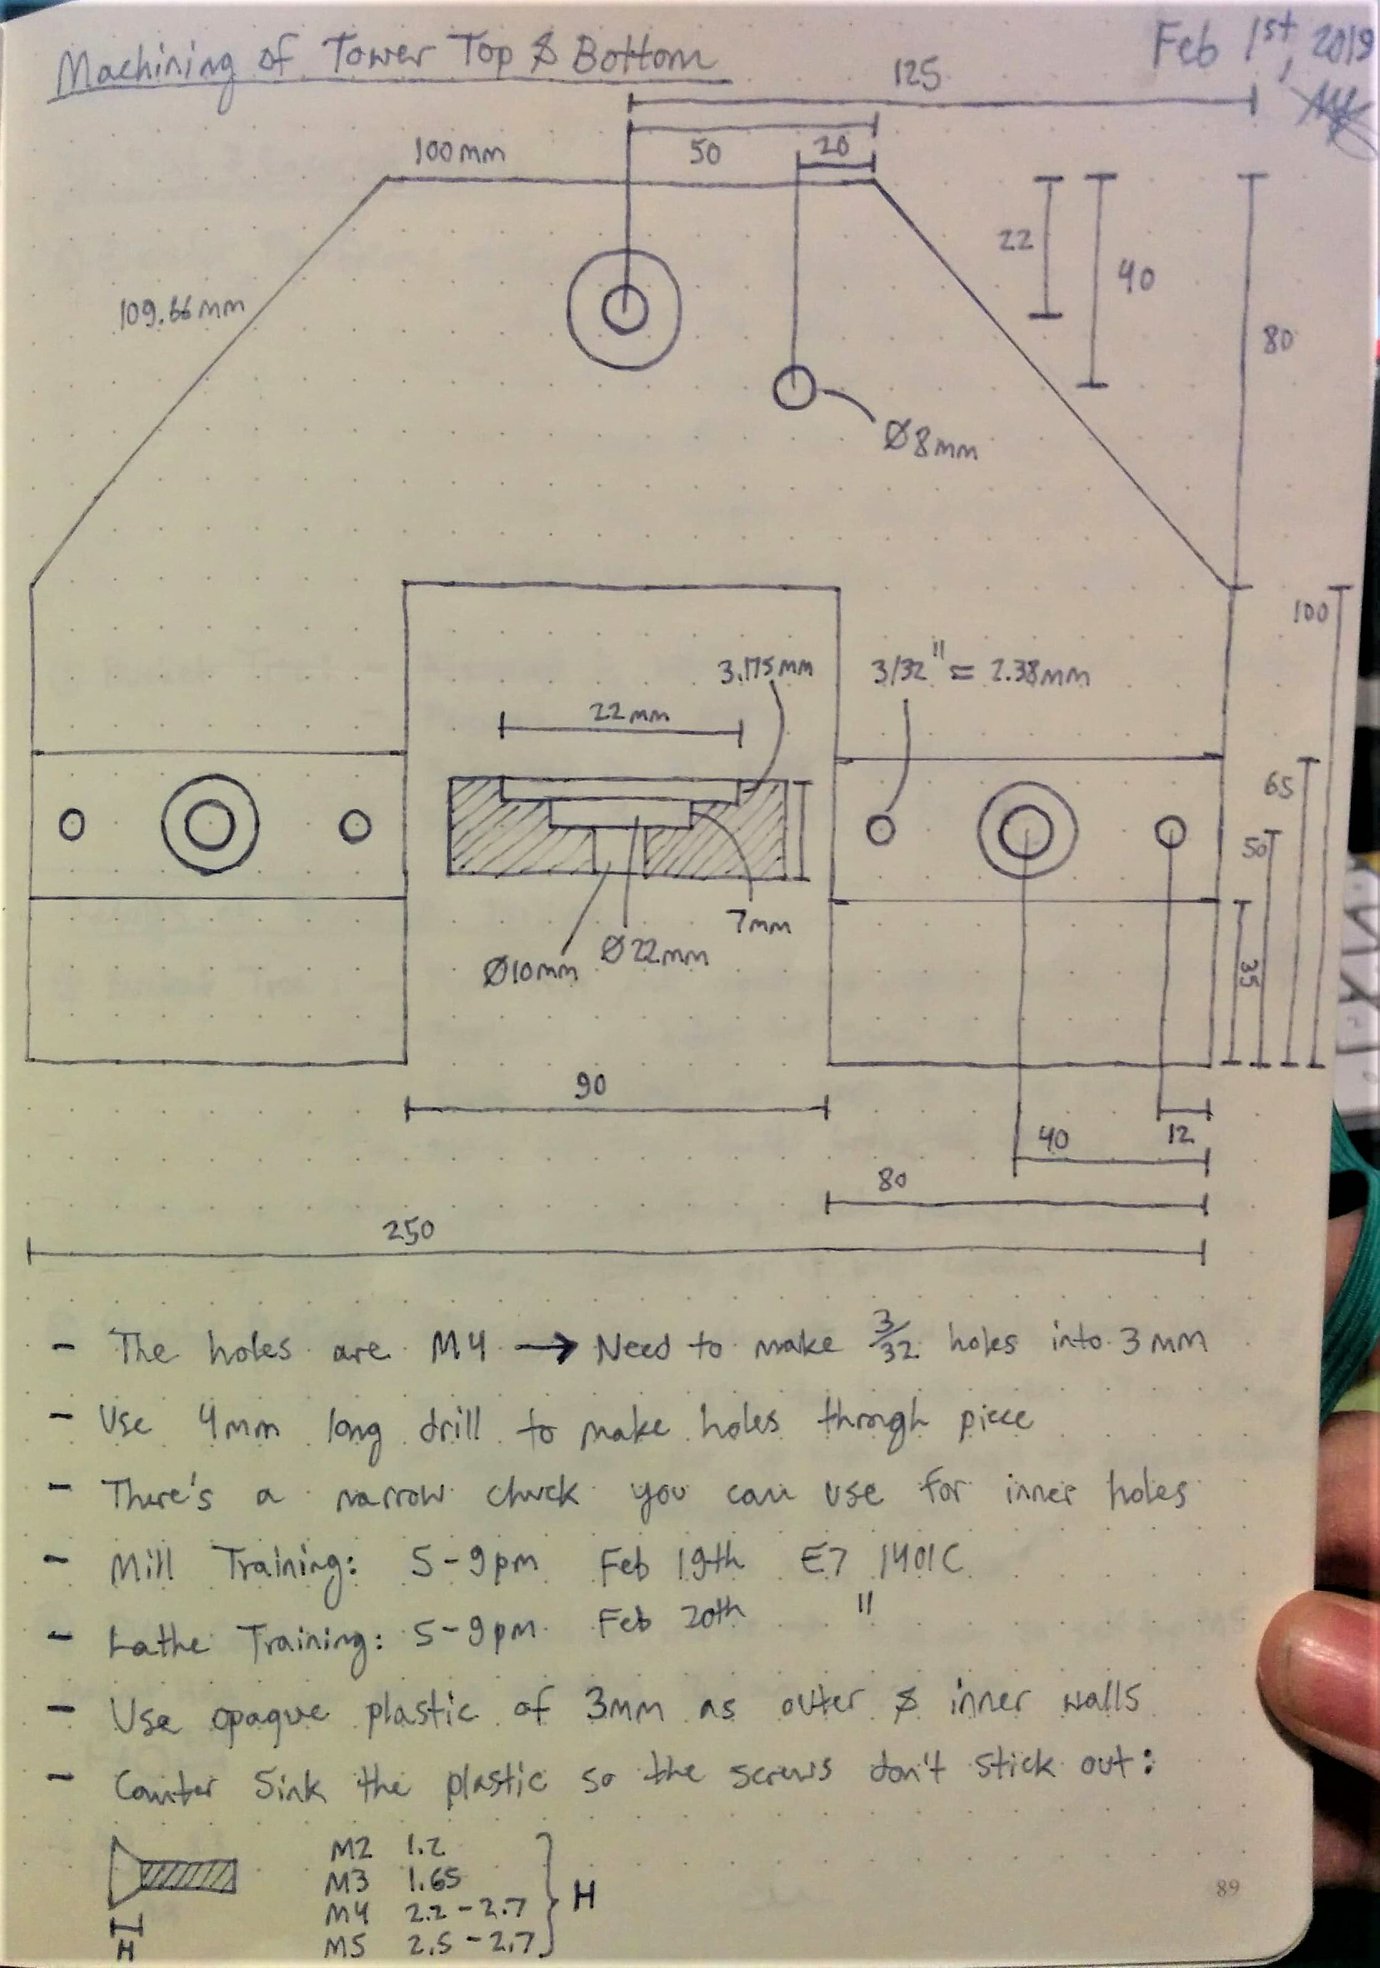 Machining of Tower Top & Bottom
Feb 1st, 2019
125
100mm
50
20
22
40
109.66mm
80
Ø8mm
100
3.175mm
3/32" = 2.38mm
22mm
65
50
7mm
Ø22mm
Ø10mm
35
90
40
12
80
250
- The holes are M4 → Need to make 3/32 holes into 3mm
- Use 4mm long drill to make holes through piece
- There's a narrow chuck you can use for inner holes
- Mill Training: 5-9pm Feb 19th E7 1401C
- Lathe Training: 5-9pm Feb 20th "
- Use opaque plastic of 3mm as outer & inner walls
- Counter Sink the plastic so the screws don't stick out:
M2 1.2
M3 1.65
M4 2.2-2.7
M5 2.5-2.7
H
H
89